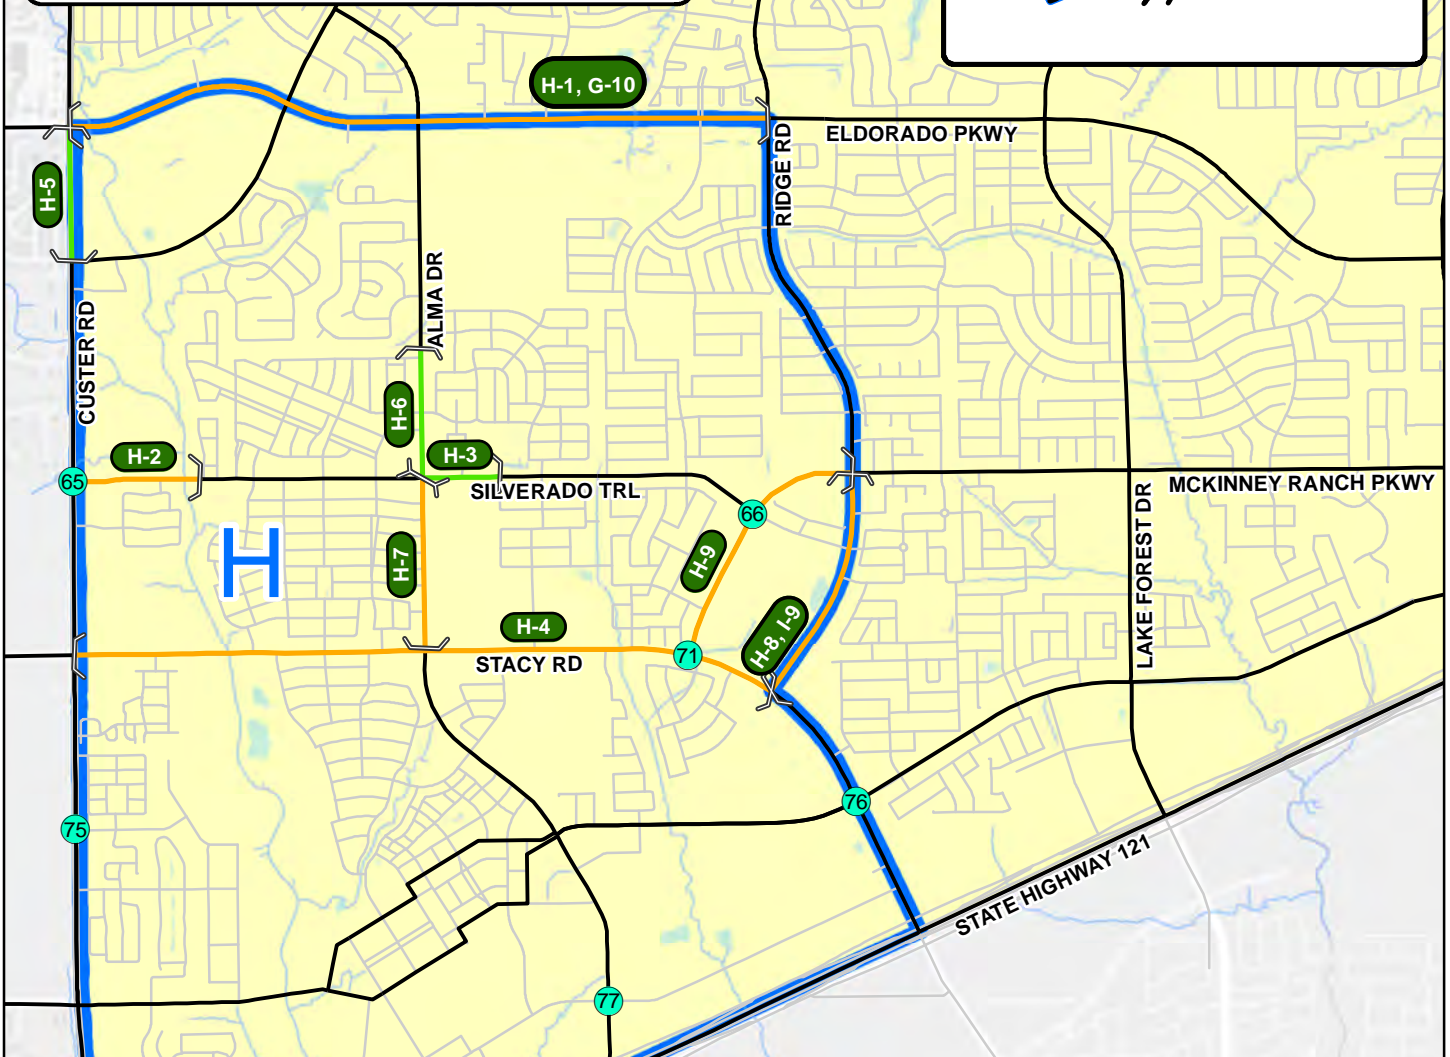 H-1, G-10
ELDORADO PKWY
RIDGE RD
H-5
ALMA DR
CUSTER RD
H-6
H-2
H-3
65
SILVERADO TRL
MCKINNEY RANCH PKWY
66
H
H-7
H-9
LAKE FOREST DR
H-4
H-8, I-9
STACY RD
71
76
75
STATE HIGHWAY 121
77